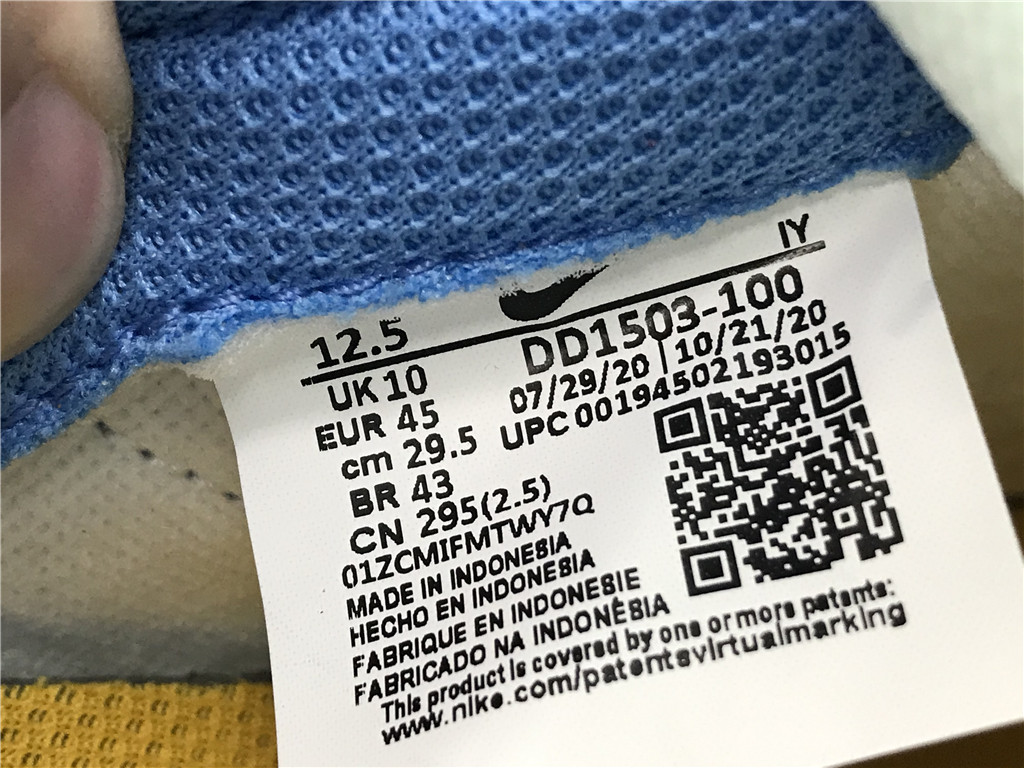 IY
12.5
DD1503-100
UK 10
07/29/20 | 10/21/20
EUR 45
UPC 00194502193015
cm 29.5
BR 43
CN 295(2.5)
01ZCMIFMTWY7Q
MADE IN INDONESIA
HECHO EN INDONESIA
FABRIQUE EN INDONESIE
FABRICADO NA INDONÉSIA
This product is covered by one or more patents:
www.nike.com/patentsvirtualmarking